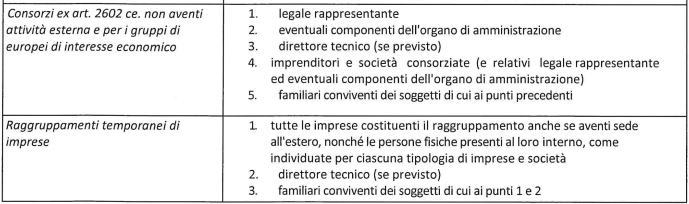 Consorzi ex art. 2602 ce. non aventi
attività esterna e per i gruppi di
europei di interesse economico
1. legale rappresentante
2. eventuali componenti dell'organo di amministrazione
3. direttore tecnico (se previsto)
4. imprenditori e società consorziate (e relativi legale rappresentante
ed eventuali componenti dell'organo di amministrazione)
5. familiari conviventi dei soggetti di cui ai punti precedenti
Raggruppamenti temporanei di
imprese
1. tutte le imprese costituenti il raggruppamento anche se aventi sede
all'estero, nonché le persone fisiche presenti al loro interno, come
individuate per ciascuna tipologia di imprese e società
2. direttore tecnico (se previsto)
3. familiari conviventi dei soggetti di cui ai punti 1 e 2